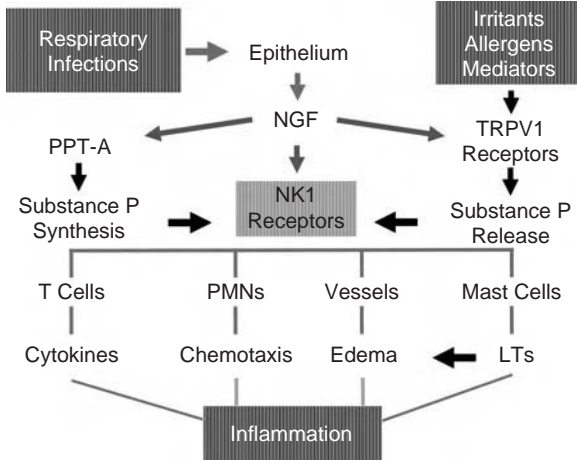 Respiratory
Infections
Epithelium
Irritants
Allergens
Mediators
NGF
PPT-A
TRPV1
Receptors
Substance P
Synthesis
NK1
Receptors
Substance P
Release
T Cells
PMNs
Vessels
Mast Cells
Cytokines
Chemotaxis
Edema
LTs
Inflammation